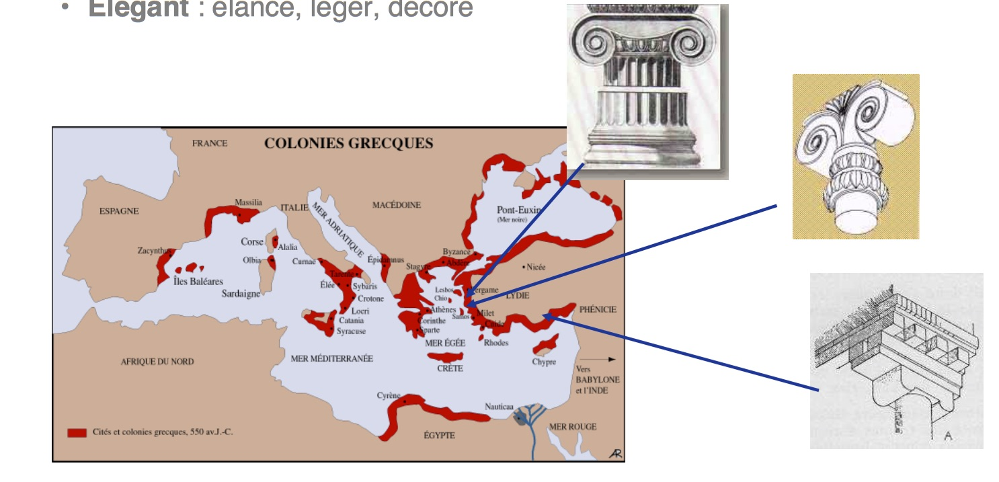 • Élégant : élancé, léger, décoré
COLONIES GRECQUES
FRANCE
ESPAGNE
Massilia
ITALIE
MER ADRIATIQUE
MACÉDOINE
Pont-Euxin
(Mer noire)
Zacynthus
Corse
Alalia
Olbia
Îles Baléares
Sardaigne
Cumae
Tarente
Épidamnus
Élée
Sybaris
Crotone
Locri
Catania
Syracuse
Stagyre
Byzance
Abdère
Nicée
Lesbos
Chio
Pergame
LYDIE
Athènes
Samos
Milet
Corinthe
Sparte
Cnide
PHÉNICIE
MER ÉGÉE
Rhodes
CRÈTE
Chypre
AFRIQUE DU NORD
MER MÉDITERRANÉE
Vers
BABYLONE
et l'INDE
Cyrène
Nauticaa
MER ROUGE
ÉGYPTE
Cités et colonies grecques, 550 av.J.-C.
AR
A